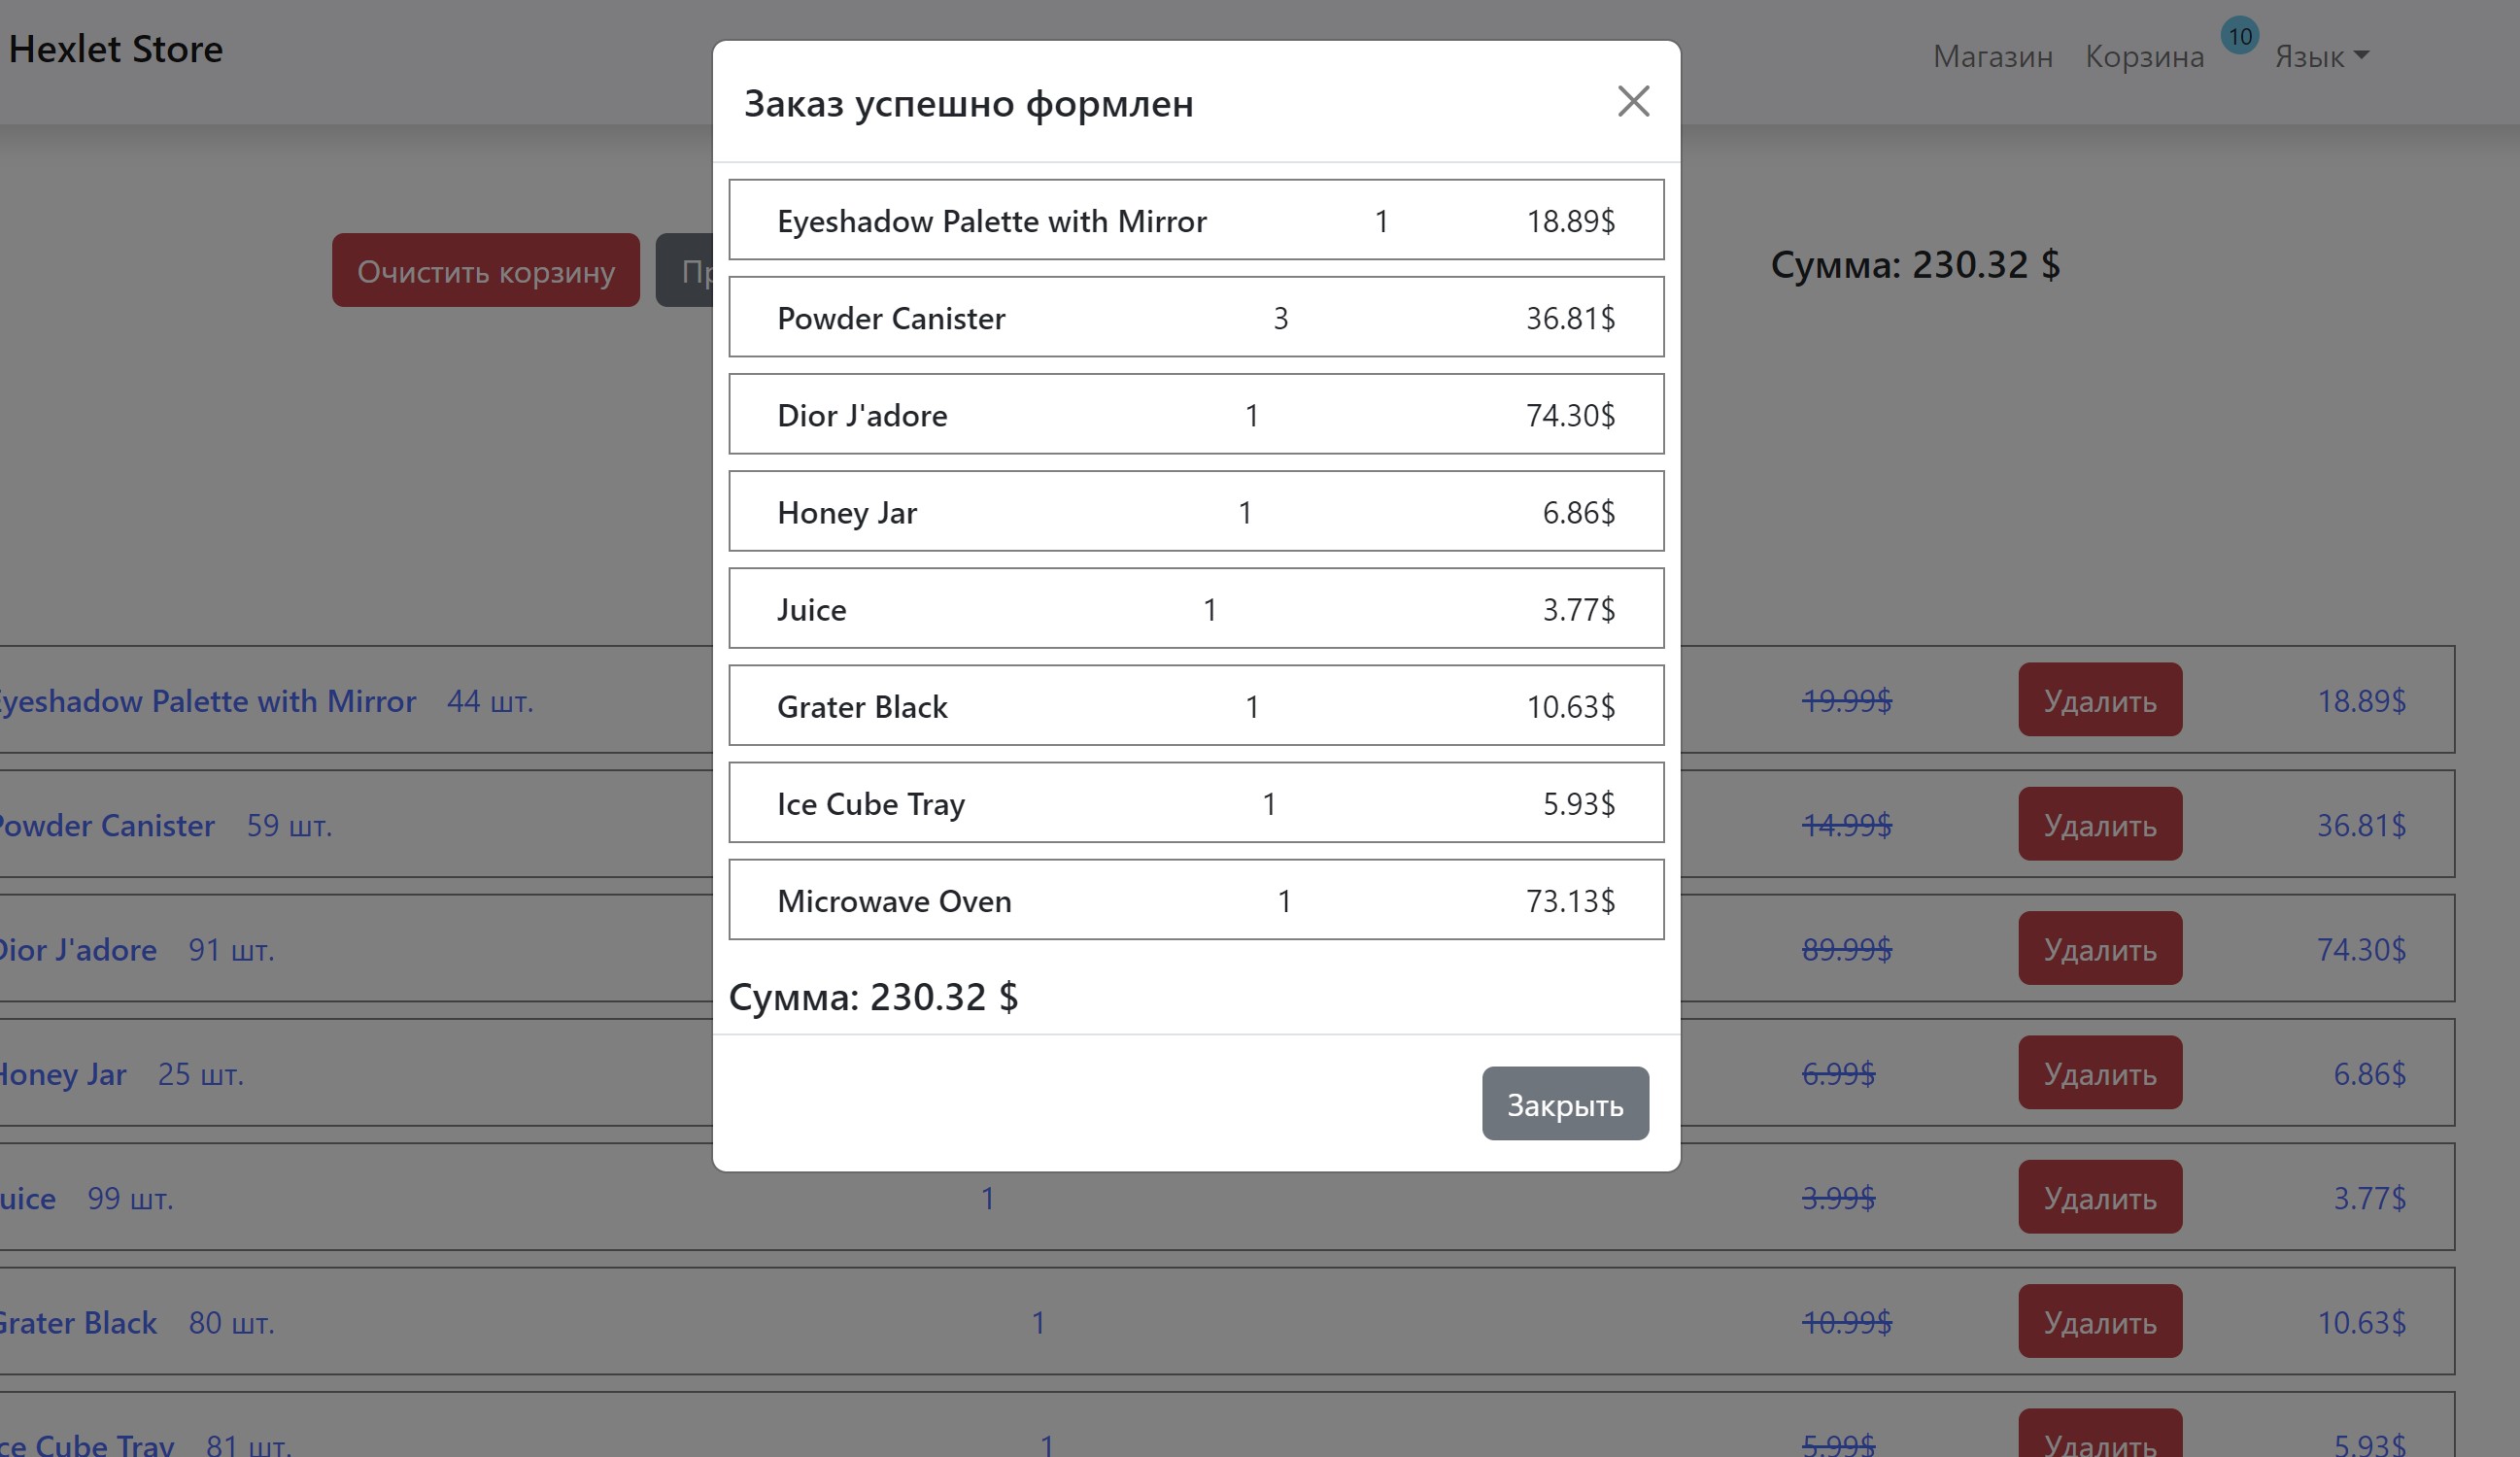 Hexlet Store
Магазин Корзина 10 Язык
Заказ успешно формлен
Eyeshadow Palette with Mirror 1 18.89$
Powder Canister 3 36.81$
Dior J'adore 1 74.30$
Honey Jar 1 6.86$
Juice 1 3.77$
Grater Black 1 10.63$
Ice Cube Tray 1 5.93$
Microwave Oven 1 73.13$
Сумма: 230.32 $
Закрыть
Очистить корзину Пр
Сумма: 230.32 $
Eyeshadow Palette with Mirror 44 шт. 19.99$ Удалить 18.89$
Powder Canister 59 шт. 14.99$ Удалить 36.81$
Dior J'adore 91 шт. 89.99$ Удалить 74.30$
Honey Jar 25 шт. 6.99$ Удалить 6.86$
uice 99 шт. 1 3.99$ Удалить 3.77$
Grater Black 80 шт. 1 10.99$ Удалить 10.63$
ce Cube Tray 81 шт. 1 5.99$ Удалить 5.93$